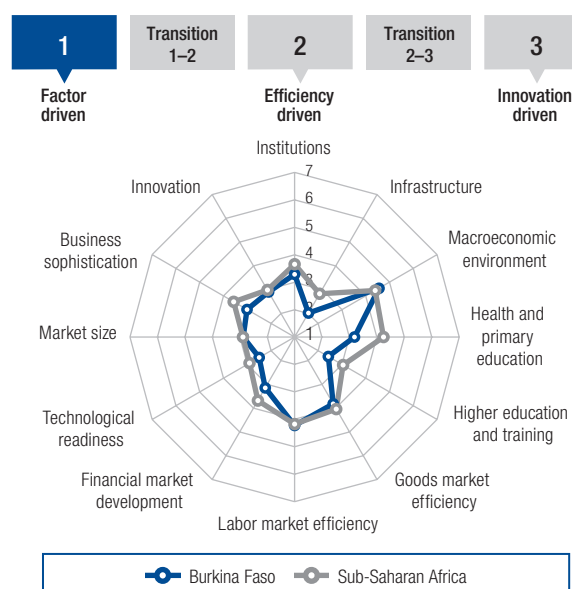 1
Transition
1–2
2
Transition
2–3
3
Factor
driven
Efficiency
driven
Innovation
driven
Institutions
7
6
5
4
3
2
1
Infrastructure
Macroeconomic
environment
Health and
primary
education
Higher education
and training
Goods market
efficiency
Labor market efficiency
Financial market
development
Technological
readiness
Market size
Business
sophistication
Innovation
Burkina Faso
Sub-Saharan Africa